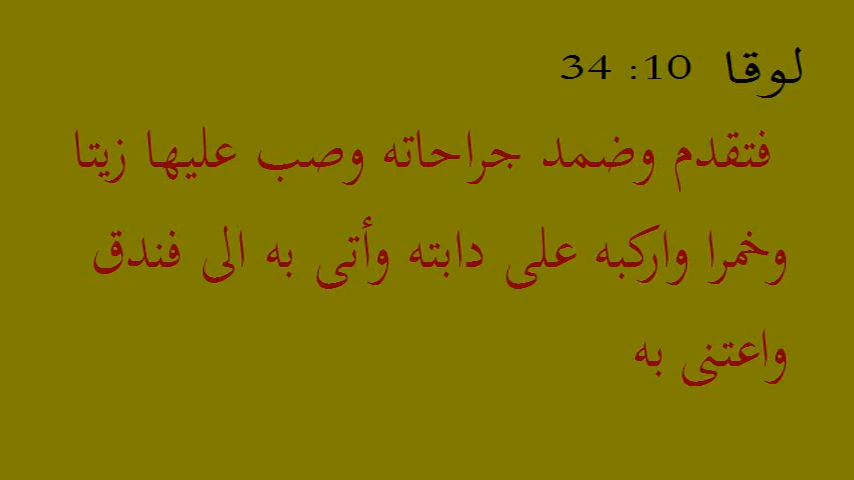 لوقا 10: 34
فتقدم وضمد جراحاته وصب عليها زيتا
وخمرا واركبه على دابته وأتى به الى فندق
واعتنى به